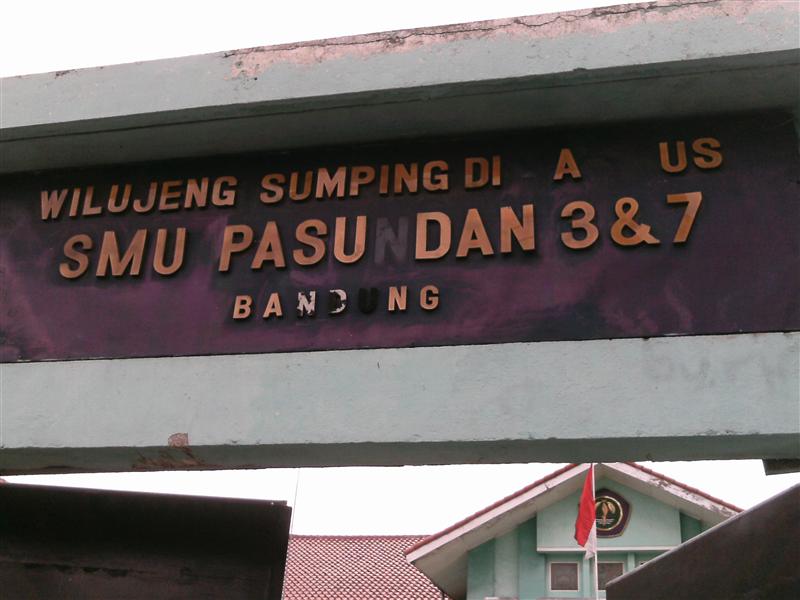 WILUJENG SUMPING DI A US
SMU PASUNDAN 3&7
BANDUNG